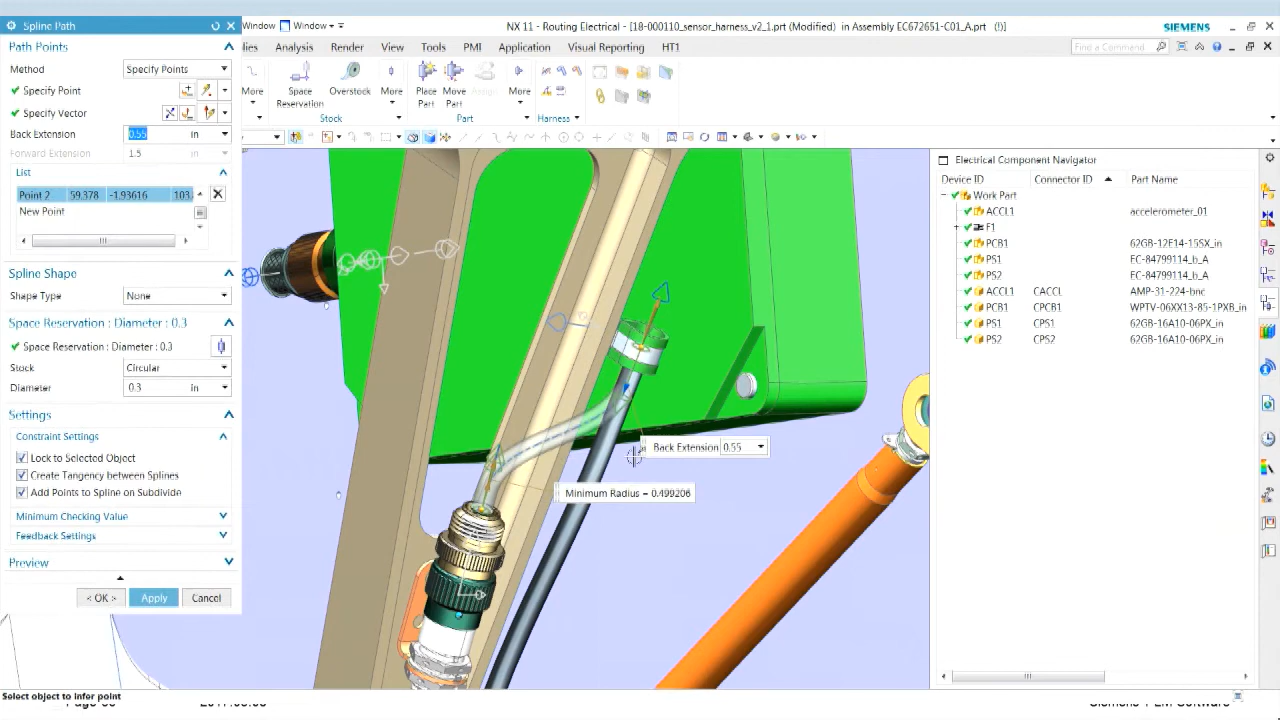 Spline Path
Window Window
NX 11 - Routing Electrical - [18-000110_sensor_harness_v2_1.prt (Modified) in Assembly EC672651-C01_A.prt (!)]
SIEMENS
Analysis Render View Tools PMI Application Visual Reporting HT1
Find a Command
More
Space Reservation
Overstock
More
Place Part
Move Part
More
Stock
Part
Harness
Path Points
Method Specify Points
Specify Point
Specify Vector
Back Extension 0.55 in
Forward Extension 1.5 in
List
Point 2 59.378 -1.93616 103.
New Point
Spline Shape
Shape Type None
Space Reservation : Diameter : 0.3
Space Reservation : Diameter : 0.3
Stock Circular
Diameter 0.3 in
Settings
Constraint Settings
Lock to Selected Object
Create Tangency between Splines
Add Points to Spline on Subdivide
Minimum Checking Value
Feedback Settings
Preview
< OK > Apply Cancel
Back Extension 0.55
Minimum Radius = 0.499206
Electrical Component Navigator
Device ID Connector ID Part Name
Work Part
ACCL1 accelerometer_01
F1
PCB1 62GB-12E14-15SX_in
PS1 EC-84799114_b_A
PS2 EC-84799114_b_A
ACCL1 CACCL AMP-31-224-bnc
PCB1 CPCB1 WPTV-06XX13-85-1PXB_in
PS1 CPS1 62GB-16A10-06PX_in
PS2 CPS2 62GB-16A10-06PX_in
Select object to infer point